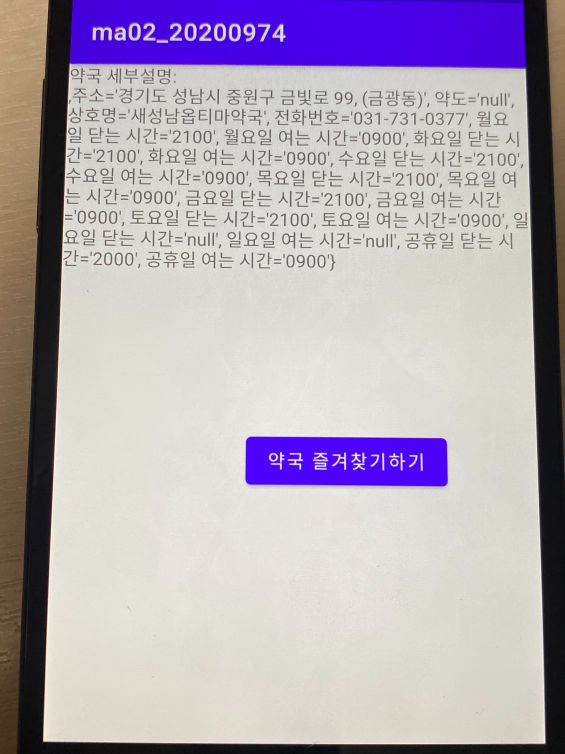 ma02_20200974
약국 세부설명:
,주소='경기도 성남시 중원구 금빛로 99, (금광동)', 약도='null',
상호명='새성남옵티마약국', 전화번호='031-731-0377', 월요
일 닫는 시간='2100', 월요일 여는 시간='0900', 화요일 닫는 시
간='2100', 화요일 여는 시간='0900', 수요일 닫는 시간='2100',
수요일 여는 시간='0900', 목요일 닫는 시간='2100', 목요일 여
는 시간='0900', 금요일 닫는 시간='2100', 금요일 여는 시간
='0900', 토요일 닫는 시간='2100', 토요일 여는 시간='0900', 일
요일 닫는 시간='null', 일요일 여는 시간='null', 공휴일 닫는 시
간='2000', 공휴일 여는 시간='0900'}
약국 즐겨찾기하기